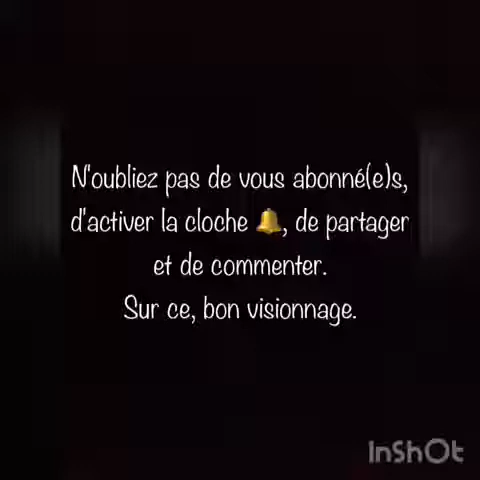 N'oubliez pas de vous abonné(e)s,
d'activer la cloche 🔔, de partager
et de commenter.
Sur ce, bon visionnage.
InShOt